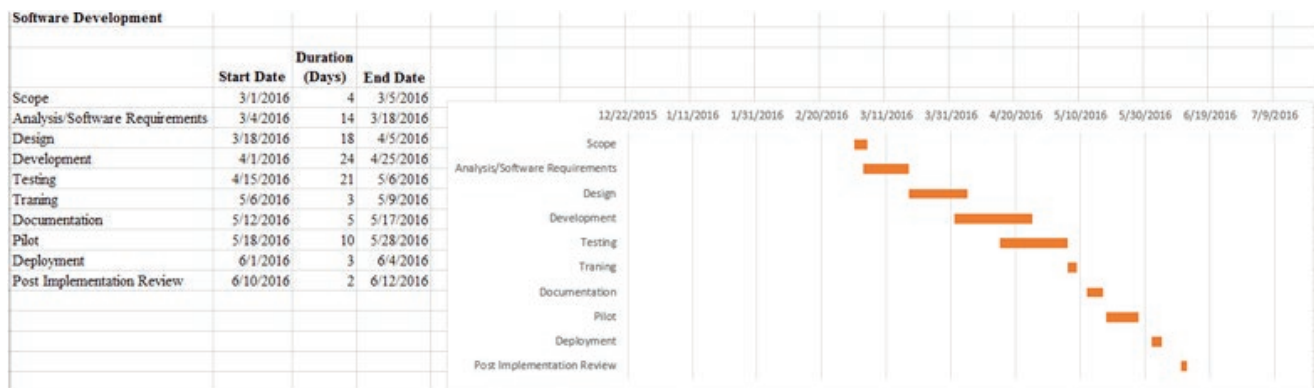 Software Development
Duration
Start Date (Days) End Date
Scope 3/1/2016 4 3/5/2016
Analysis/Software Requirements 3/4/2016 14 3/18/2016
Design 3/18/2016 18 4/5/2016
Development 4/1/2016 24 4/25/2016
Testing 4/15/2016 21 5/6/2016
Traning 5/6/2016 3 5/9/2016
Documentation 5/12/2016 5 5/17/2016
Pilot 5/18/2016 10 5/28/2016
Deployment 6/1/2016 3 6/4/2016
Post Implementation Review 6/10/2016 2 6/12/2016
12/22/2015 1/11/2016 1/31/2016 2/20/2016 3/11/2016 3/31/2016 4/20/2016 5/10/2016 5/30/2016 6/19/2016 7/9/2016
Scope
Analysis/Software Requirements
Design
Development
Testing
Traning
Documentation
Pilot
Deployment
Post Implementation Review